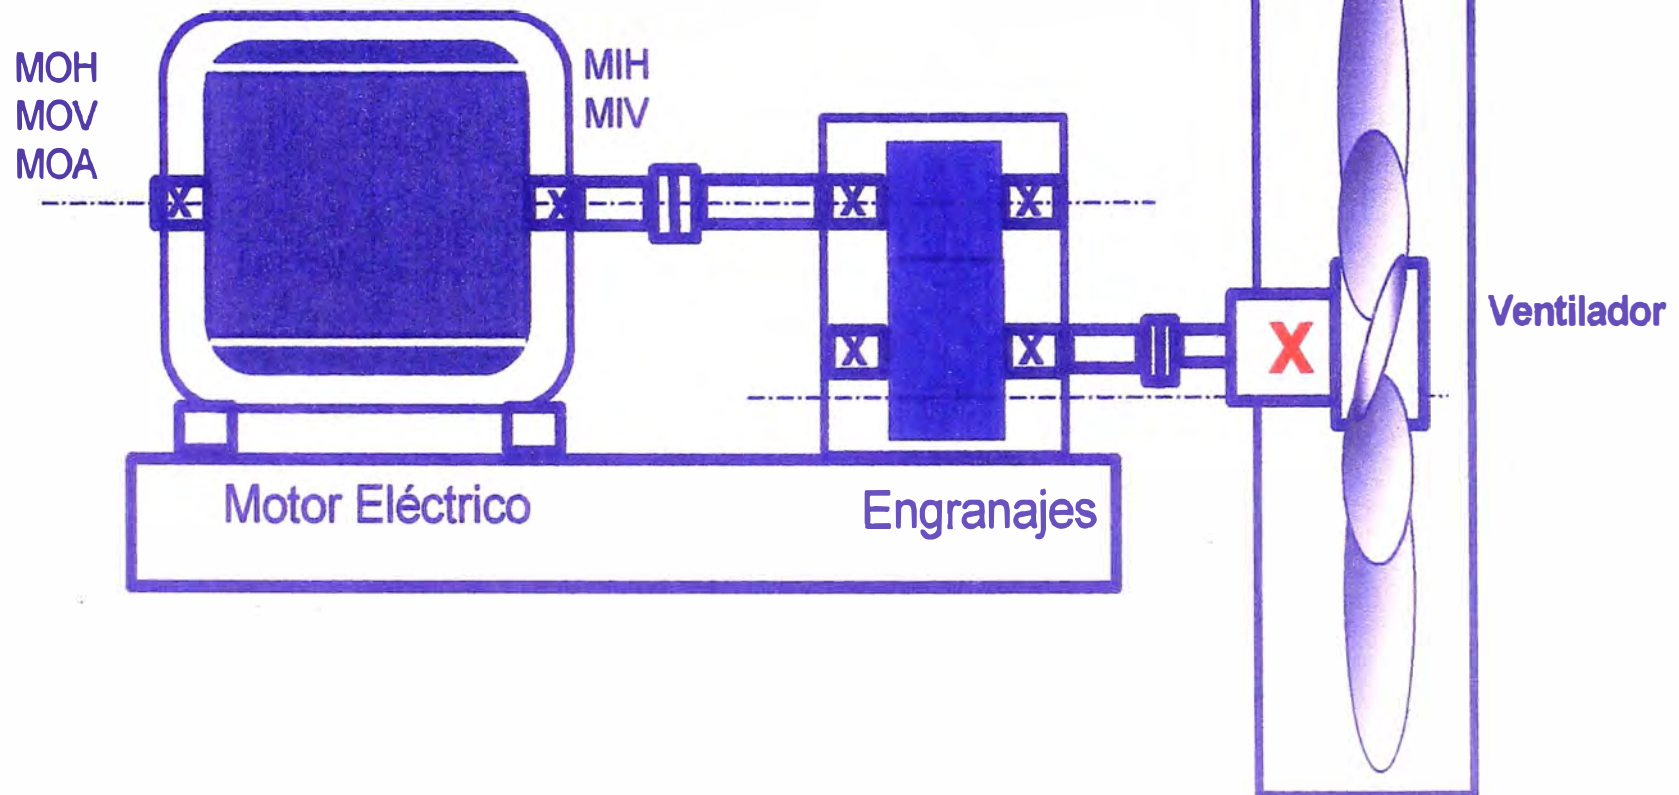 MOH
MOV
MOA
MIH
MIV
X
X
X
X
X
X
X
Ventilador
Motor Eléctrico
Engranajes